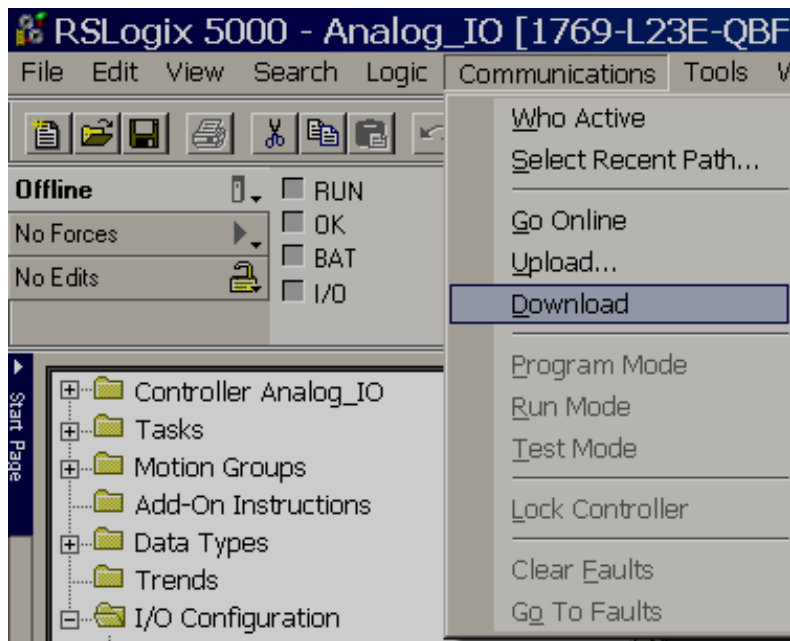 RSLogix 5000 - Analog_IO [1769-L23E-QBF
File Edit View Search Logic Communications Tools
Who Active
Select Recent Path...
Offline
RUN
No Forces
OK
BAT
No Edits
I/O
Go Online
Upload...
Download
Program Mode
Run Mode
Test Mode
Lock Controller
Clear Faults
Go To Faults
Start Page
Controller Analog_IO
Tasks
Motion Groups
Add-On Instructions
Data Types
Trends
I/O Configuration